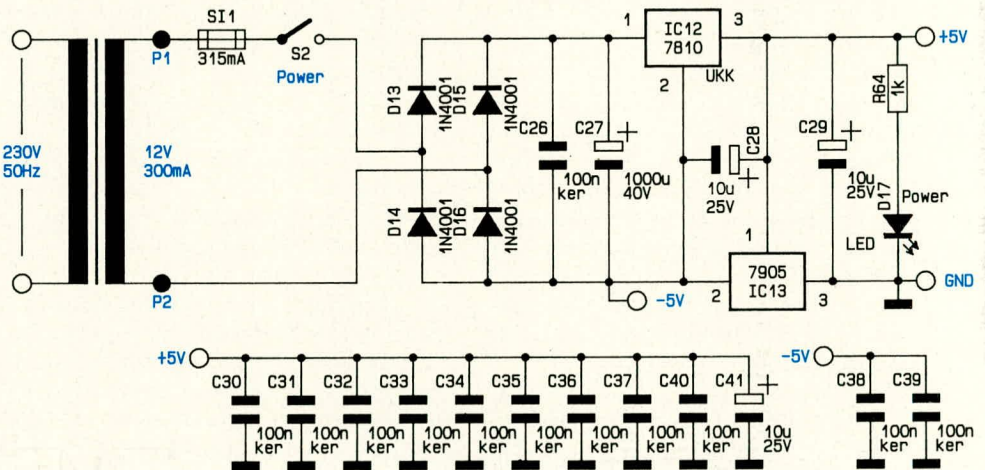 SI1
315mA
S2
Power
P1
P2
230V
50Hz
12V
300mA
D13
1N4001
D15
1N4001
D14
1N4001
D16
1N4001
C26
100n
ker
C27
+
1000u
40V
1
IC12
7810
3
2
UKK
C28
+
10u
25V
C29
+
10u
25V
+5V
R64
1k
D17
Power
LED
1
7905
IC13
2
3
-5V
GND
+5V
C30
100n
ker
C31
100n
ker
C32
100n
ker
C33
100n
ker
C34
100n
ker
C35
100n
ker
C36
100n
ker
C37
100n
ker
C40
100n
ker
C41
+
10u
25V
-5V
C38
100n
ker
C39
100n
ker